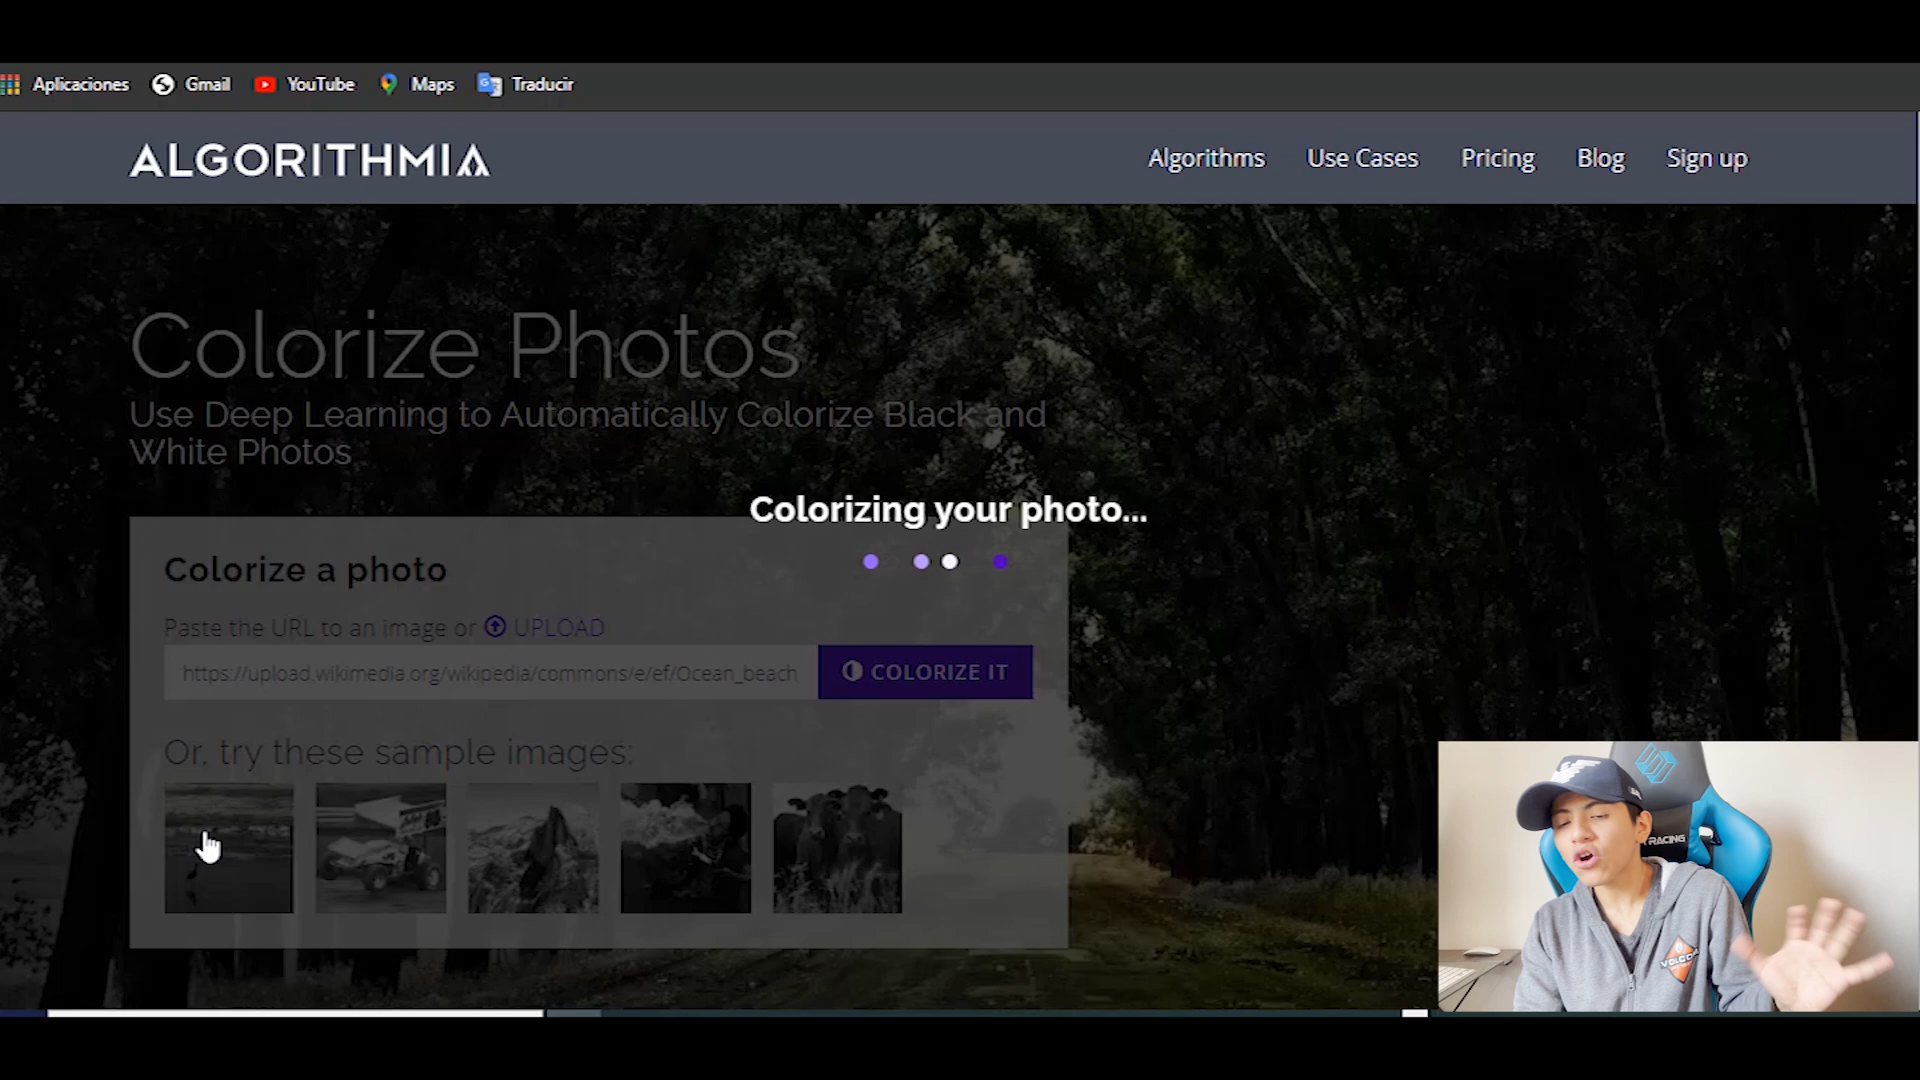 Aplicaciones Gmail YouTube Maps Traducir
ALGORITHMIA Algorithms Use Cases Pricing Blog Sign up
Colorize Photos
Use Deep Learning to Automatically Colorize Black and
White Photos
Colorizing your photo...
Colorize a photo
Paste the URL to an image or UPLOAD
https://upload.wikimedia.org/wikipedia/commons/e/ef/Ocean_beach COLORIZE IT
Or, try these sample images:
RACING